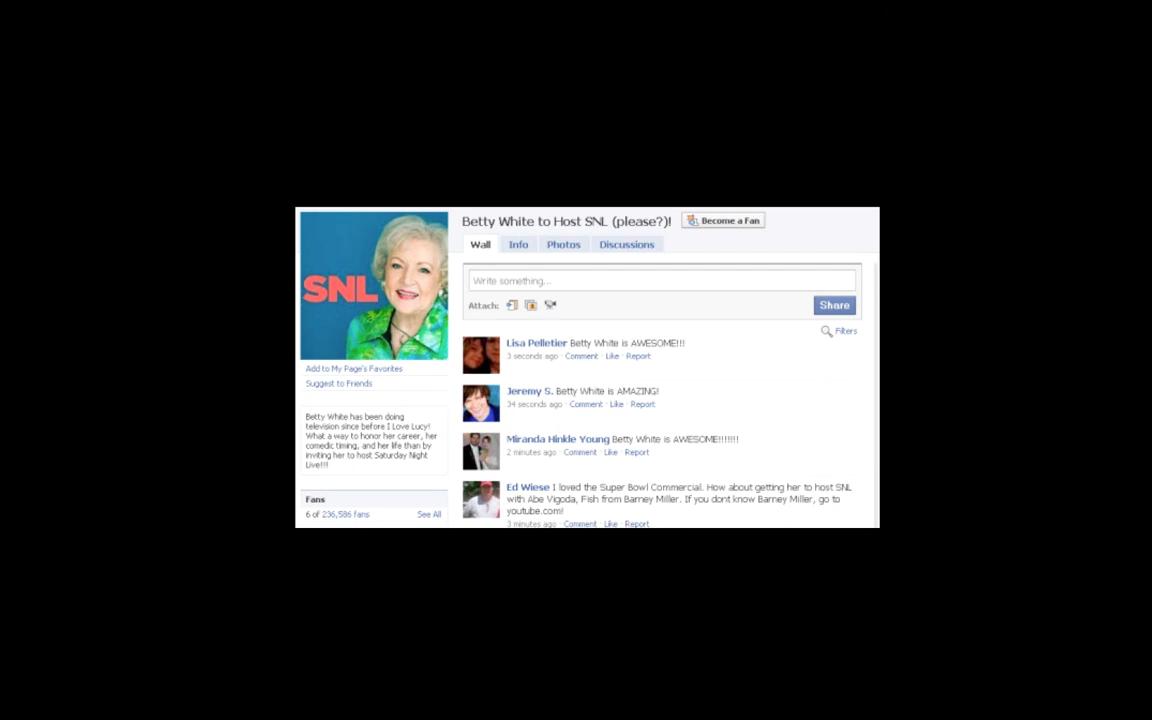 SNL
Add to My Page's Favorites
Suggest to Friends
Betty White has been doing
television since before I Love Lucy!
What a way to honor her career, her
comedic timing, and her life than by
inviting her to host Saturday Night
Live!!!
Fans
6 of 236,586 fans See All
Betty White to Host SNL (please?)! Become a Fan
Wall Info Photos Discussions
Write something...
Attach: Share
Filters
Lisa Pelletier Betty White is AWESOME!!!
3 seconds ago · Comment · Like · Report
Jeremy S. Betty White is AMAZING!
34 seconds ago · Comment · Like · Report
Miranda Hinkle Young Betty White is AWESOME!!!!!!!
2 minutes ago · Comment · Like · Report
Ed Wiese I loved the Super Bowl Commercial. How about getting her to host SNL
with Abe Vigoda, Fish from Barney Miller. If you dont know Barney Miller, go to
youtube.com!
3 minutes ago · Comment · Like · Report